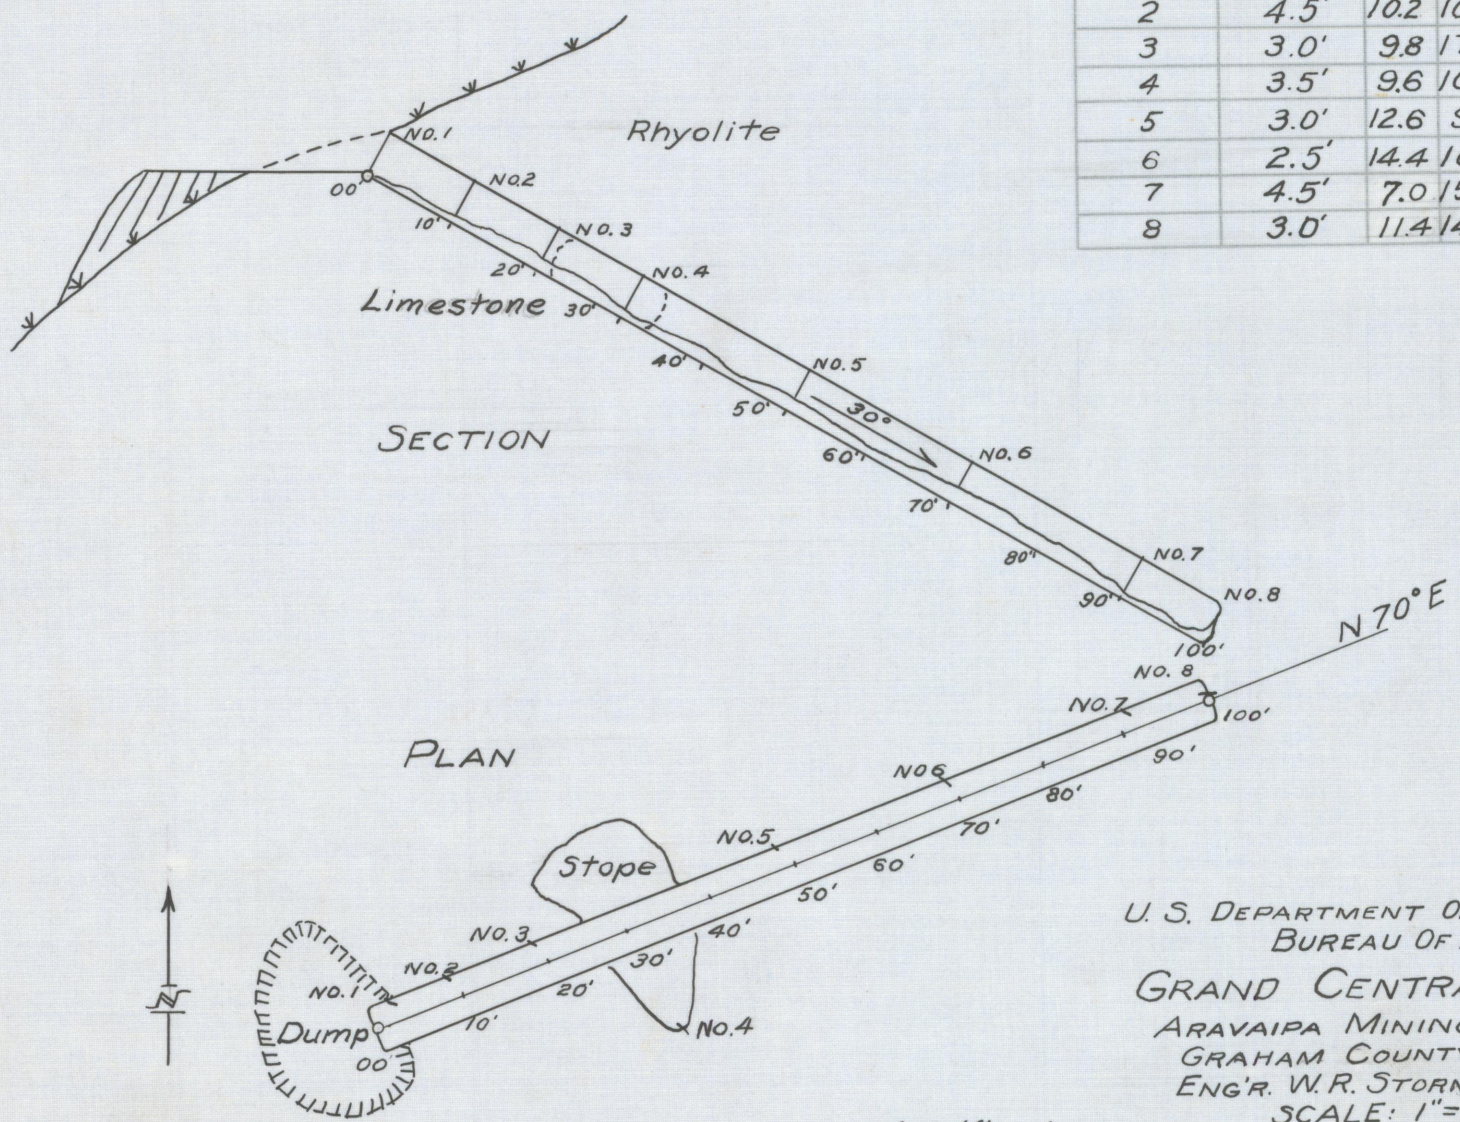 2 4.5' 10.2
3 3.0' 9.8
4 3.5' 9.6
5 3.0' 12.6
6 2.5' 14.4
7 4.5' 7.0
8 3.0' 11.4
Rhyolite
No.1
No.2
No.3
No.4
No.5
No.6
No.7
No.8
00'
10'
20'
30'
40'
50'
60'
70'
80'
90'
100'
Limestone
30°
SECTION
N 70° E
PLAN
No. 8
No.7
No6
No.5
Stope
No.3
No.2
No.1
No.4
Dump
00'
10'
20'
30'
40'
50'
60'
70'
80'
90'
100'
N
U. S. DEPARTMENT
BUREAU OF
GRAND
ARAVAIPA
GRAHAM COUNTY
ENG'R. W.R.
SCALE: 1"=